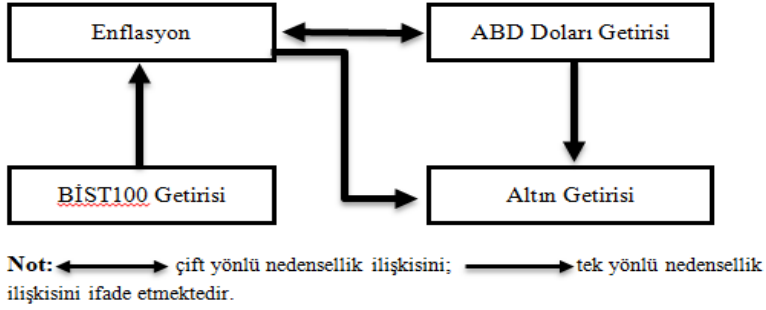 Enflasyon
ABD Doları Getirisi
BİST100 Getirisi
Altın Getirisi
Not: çift yönlü nedensellik ilişkisini; tek yönlü nedensellik
ilişkisini ifade etmektedir.